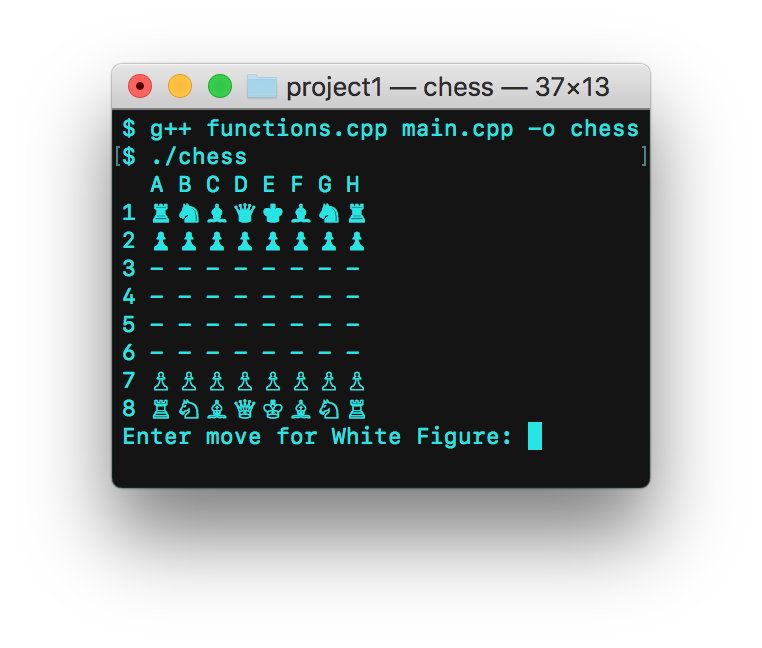 project1 — chess — 37×13
$ g++ functions.cpp main.cpp -o chess
[$ ./chess ]
A B C D E F G H
1 ♜ ♞ ♝ ♛ ♚ ♝ ♞ ♜
2 ♟ ♟ ♟ ♟ ♟ ♟ ♟ ♟
3 – – – – – – – –
4 – – – – – – – –
5 – – – – – – – –
6 – – – – – – – –
7 ♙ ♙ ♙ ♙ ♙ ♙ ♙ ♙
8 ♖ ♘ ♗ ♕ ♔ ♗ ♘ ♖
Enter move for White Figure: